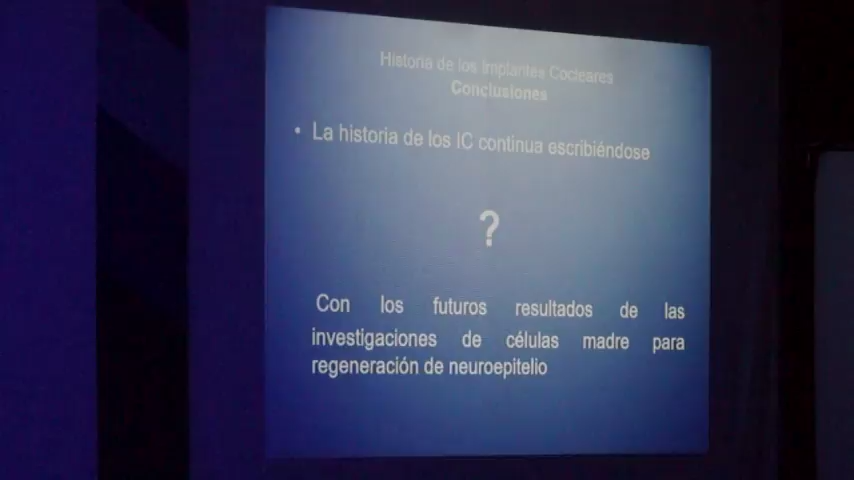 Historia de los Implantes Cocleares
Conclusiones
• La historia de los IC continua escribiéndose
?
Con los futuros resultados de las
investigaciones de células madre para
regeneración de neuroepitelio